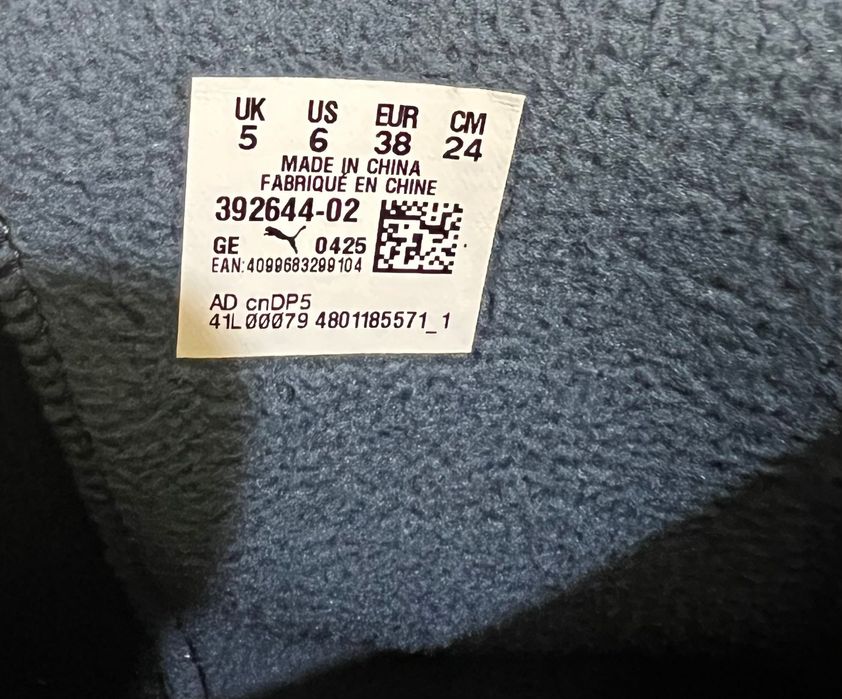 UK US EUR CM
5 6 38 24
MADE IN CHINA
FABRIQUÉ EN CHINE
392644-02
GE 0425
EAN:4099683299104
AD cnDP5
41L00079 4801185571_1